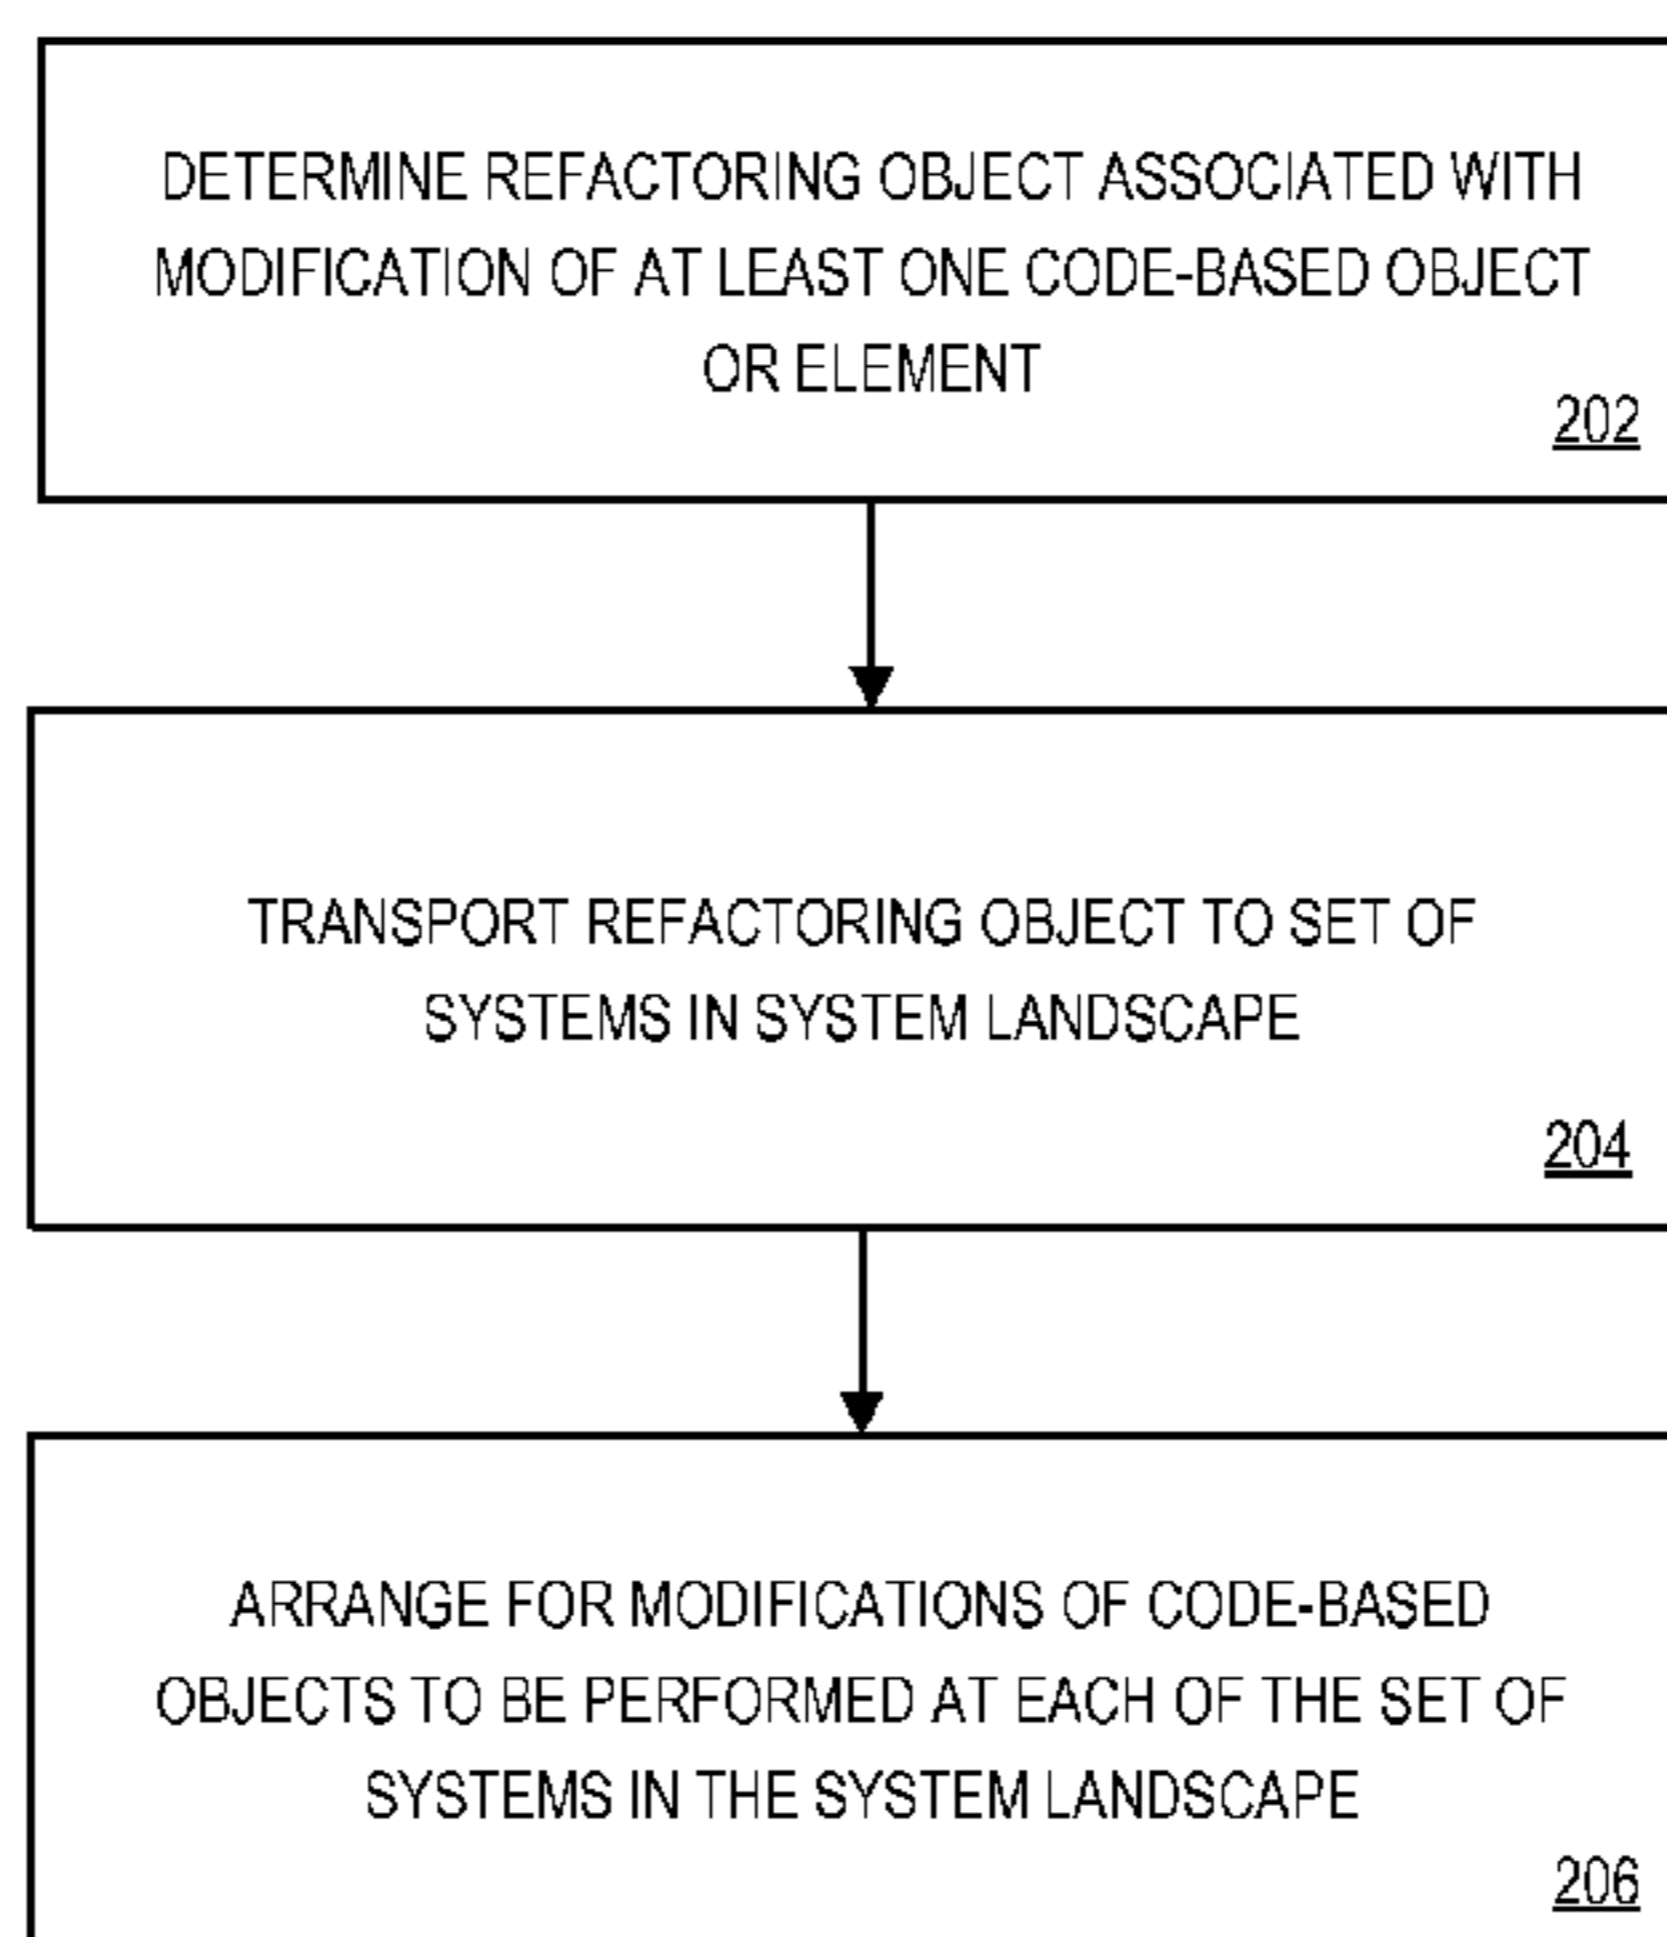 DETERMINE REFACTORING OBJECT ASSOCIATED WITH
MODIFICATION OF AT LEAST ONE CODE-BASED OBJECT
OR ELEMENT
202
TRANSPORT REFACTORING OBJECT TO SET OF
SYSTEMS IN SYSTEM LANDSCAPE
204
ARRANGE FOR MODIFICATIONS OF CODE-BASED
OBJECTS TO BE PERFORMED AT EACH OF THE SET OF
SYSTEMS IN THE SYSTEM LANDSCAPE
206